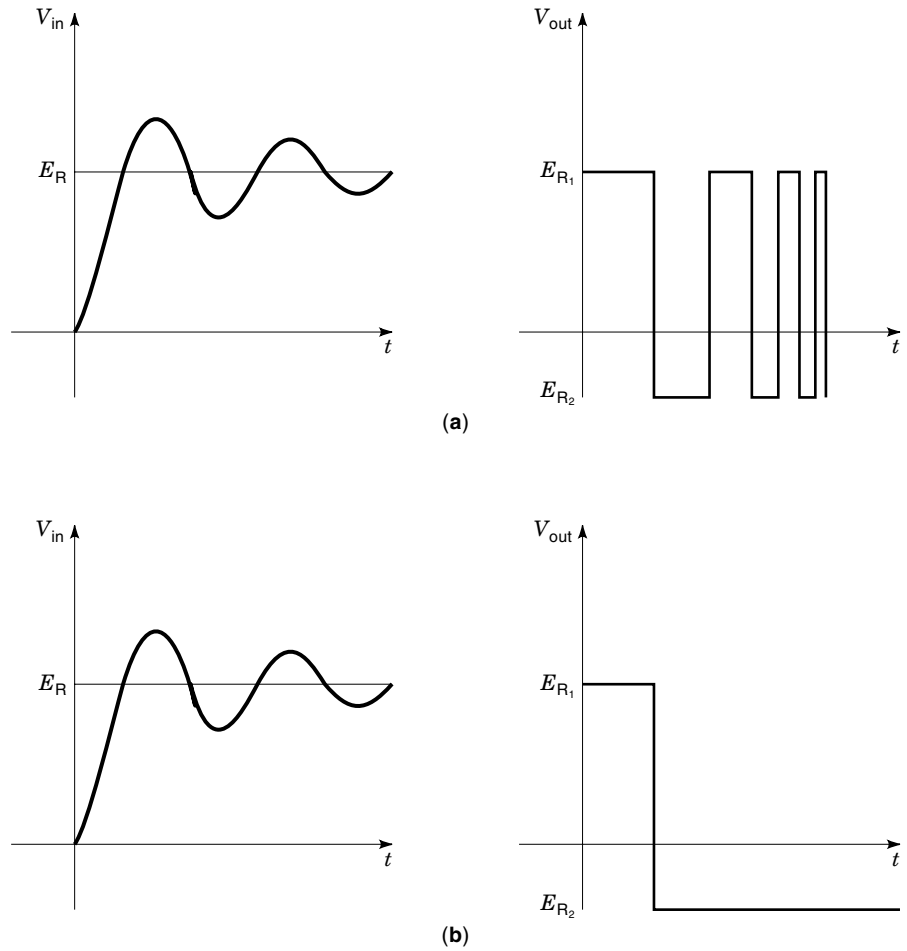 V_in
E_R
t
V_out
E_R₁
E_R₂
t
(a)
V_in
E_R
t
V_out
E_R₁
E_R₂
t
(b)